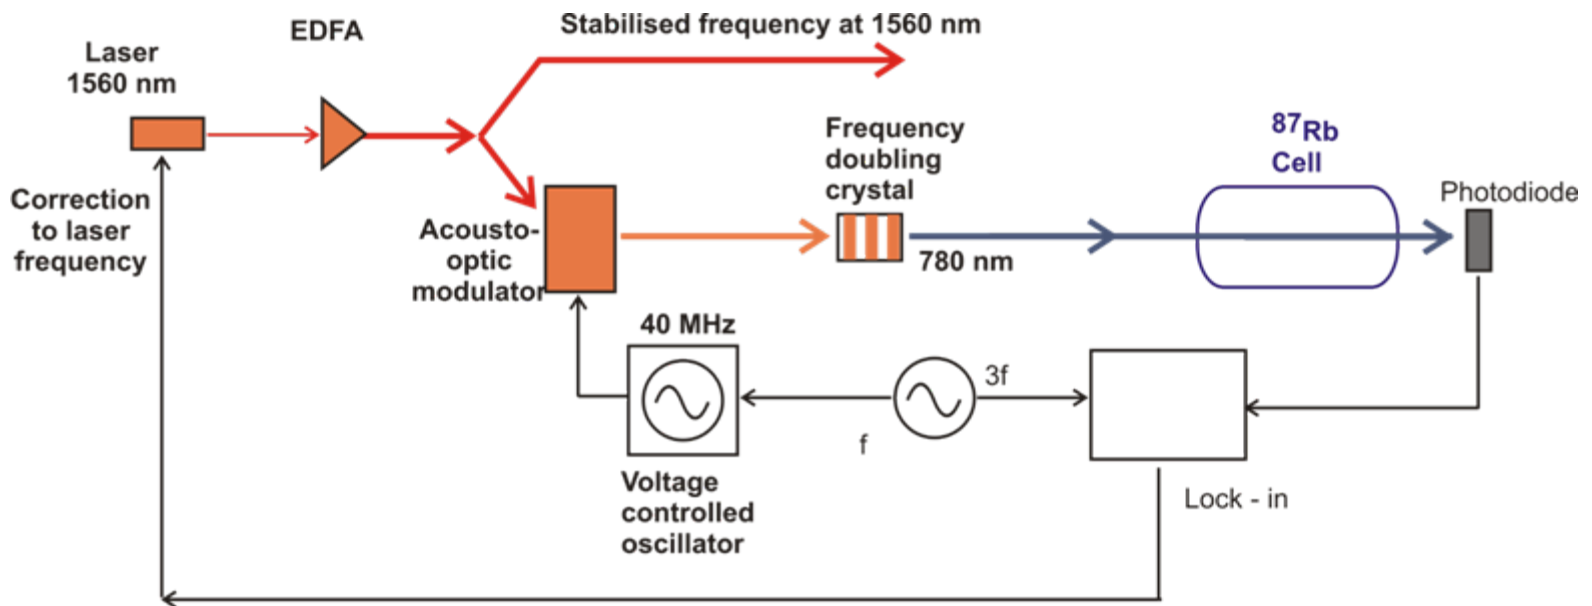 EDFA
Stabilised frequency at 1560 nm
Laser
1560 nm
Frequency
doubling
crystal
87Rb
Cell
Photodiode
Correction
to laser
frequency
Acousto-
optic
modulator
780 nm
40 MHz
3f
f
Voltage
controlled
oscillator
Lock - in